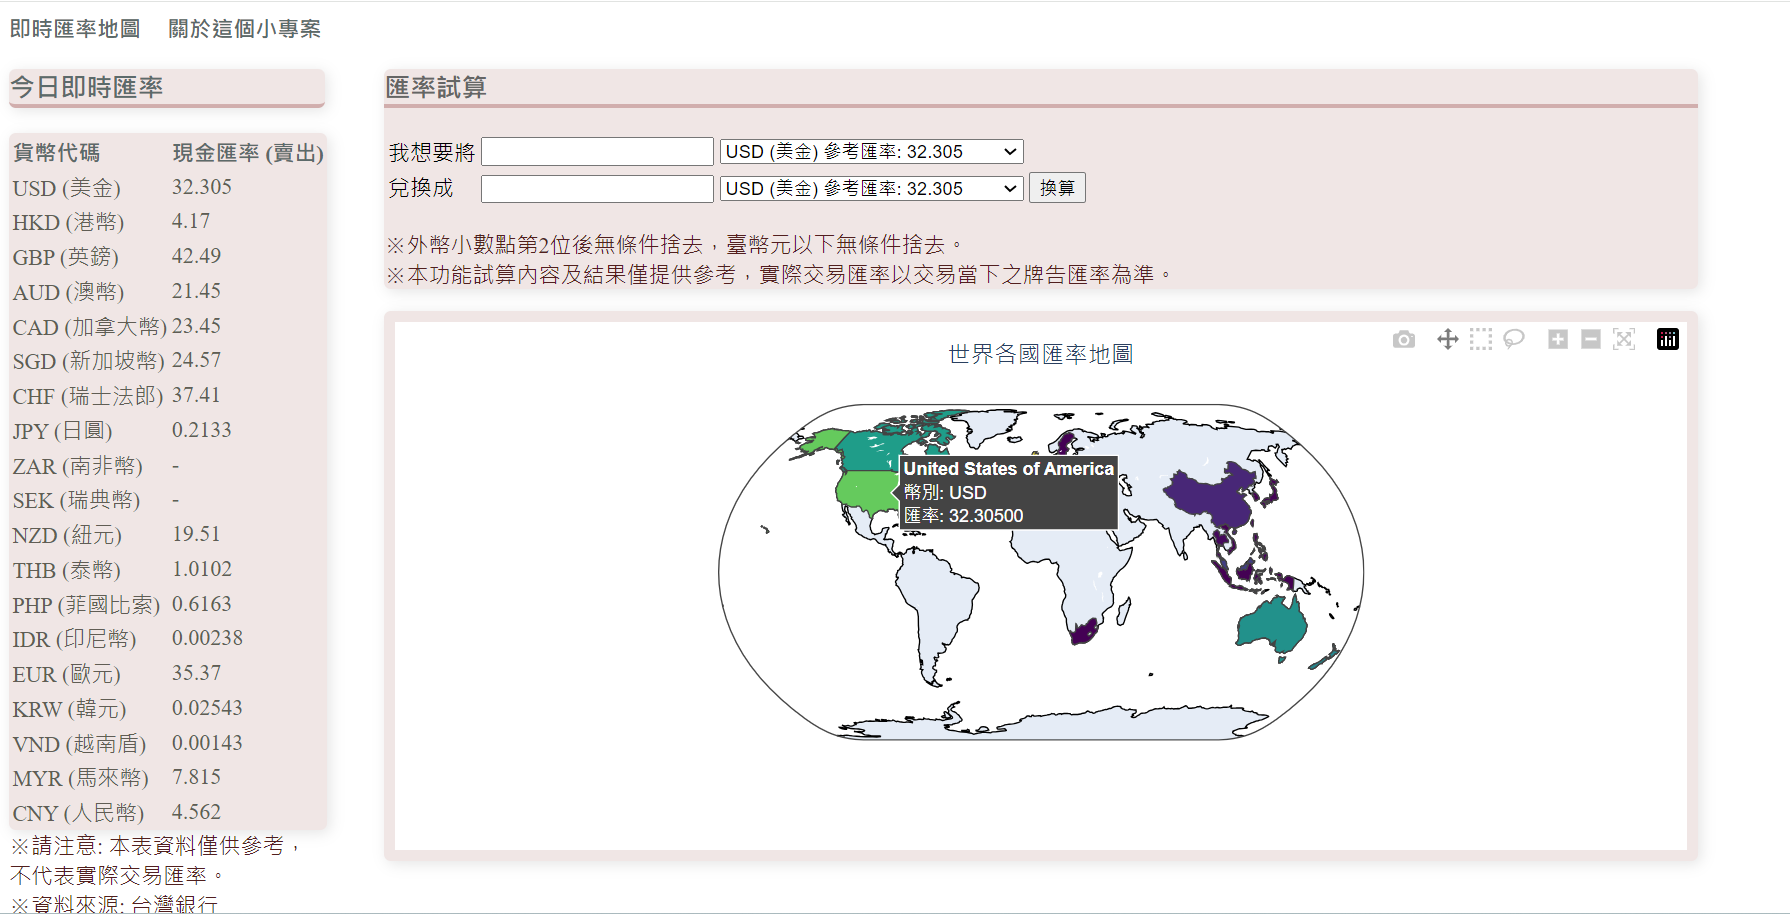 即時匯率地圖 關於這個小專案
今日即時匯率
貨幣代碼 現金匯率 (賣出)
USD (美金) 32.305
HKD (港幣) 4.17
GBP (英鎊) 42.49
AUD (澳幣) 21.45
CAD (加拿大幣) 23.45
SGD (新加坡幣) 24.57
CHF (瑞士法郎) 37.41
JPY (日圓) 0.2133
ZAR (南非幣) -
SEK (瑞典幣) -
NZD (紐元) 19.51
THB (泰幣) 1.0102
PHP (菲國比索) 0.6163
IDR (印尼幣) 0.00238
EUR (歐元) 35.37
KRW (韓元) 0.02543
VND (越南盾) 0.00143
MYR (馬來幣) 7.815
CNY (人民幣) 4.562
※請注意: 本表資料僅供參考，
不代表實際交易匯率。
※資料來源: 台灣銀行
匯率試算
我想要將 USD (美金) 參考匯率: 32.305
兌換成 USD (美金) 參考匯率: 32.305 換算
※外幣小數點第2位後無條件捨去，臺幣元以下無條件捨去。
※本功能試算內容及結果僅提供參考，實際交易匯率以交易當下之牌告匯率為準。
世界各國匯率地圖
United States of America
幣別: USD
匯率: 32.30500